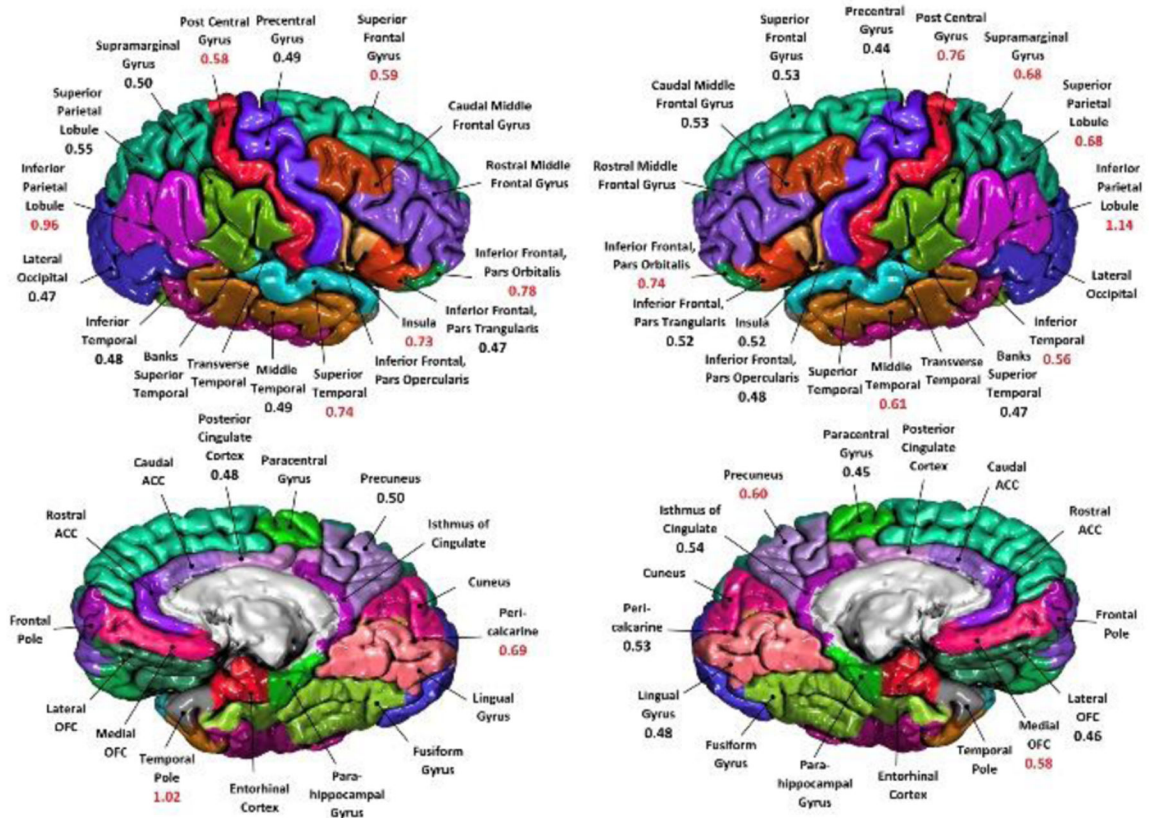 Post Central
Gyrus
0.58
Precentral
Gyrus
0.49
Superior
Frontal
Gyrus
0.59
Supramarginal
Gyrus
0.50
Superior
Parietal
Lobule
0.55
Caudal Middle
Frontal Gyrus
Inferior
Parietal
Lobule
0.96
Rostral Middle
Frontal Gyrus
Lateral
Occipital
0.47
Inferior Frontal,
Pars Orbitalis
0.78
Inferior
Temporal
0.48
Banks
Superior
Temporal
Transverse
Temporal
Middle
Temporal
0.49
Superior
Temporal
0.74
Insula
0.73
Inferior Frontal,
Pars Trangularis
0.47
Inferior Frontal,
Pars Opercularis
Superior
Frontal
Gyrus
0.53
Precentral
Gyrus
0.44
Post Central
Gyrus
0.76
Supramarginal
Gyrus
0.68
Caudal Middle
Frontal Gyrus
0.53
Superior
Parietal
Lobule
0.68
Rostral Middle
Frontal Gyrus
Inferior
Parietal
Lobule
1.14
Inferior Frontal,
Pars Orbitalis
0.74
Lateral
Occipital
Inferior Frontal,
Pars Trangularis
0.52
Insula
0.52
Inferior Frontal,
Pars Opercularis
0.48
Superior
Temporal
Middle
Temporal
0.61
Transverse
Temporal
Banks
Superior
Temporal
0.47
Inferior
Temporal
0.56
Posterior
Cingulate
Cortex
0.48
Paracentral
Gyrus
Caudal
ACC
Precuneus
0.50
Rostral
ACC
Isthmus of
Cingulate
Cuneus
Frontal
Pole
Peri-
calcarine
0.69
Lateral
OFC
Medial
OFC
Temporal
Pole
1.02
Entorhinal
Cortex
Para-
hippocampal
Gyrus
Fusiform
Gyrus
Lingual
Gyrus
Paracentral
Gyrus
0.45
Posterior
Cingulate
Cortex
Precuneus
0.60
Caudal
ACC
Isthmus of
Cingulate
0.54
Rostral
ACC
Cuneus
Peri-
calcarine
0.53
Frontal
Pole
Lingual
Gyrus
0.48
Fusiform
Gyrus
Para-
hippocampal
Gyrus
Entorhinal
Cortex
Temporal
Pole
Medial
OFC
0.58
Lateral
OFC
0.46